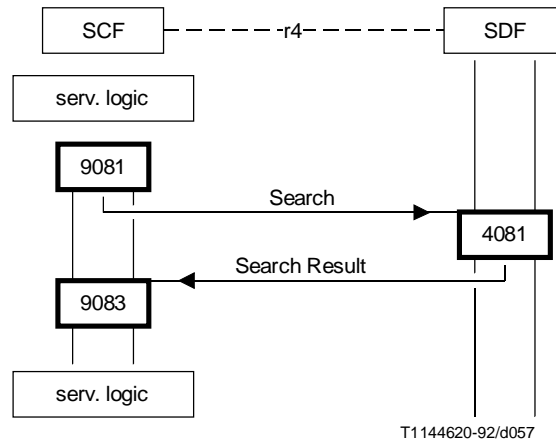 SCF
r4
SDF
serv. logic
9081
Search
4081
Search Result
9083
serv. logic
T1144620-92/d057